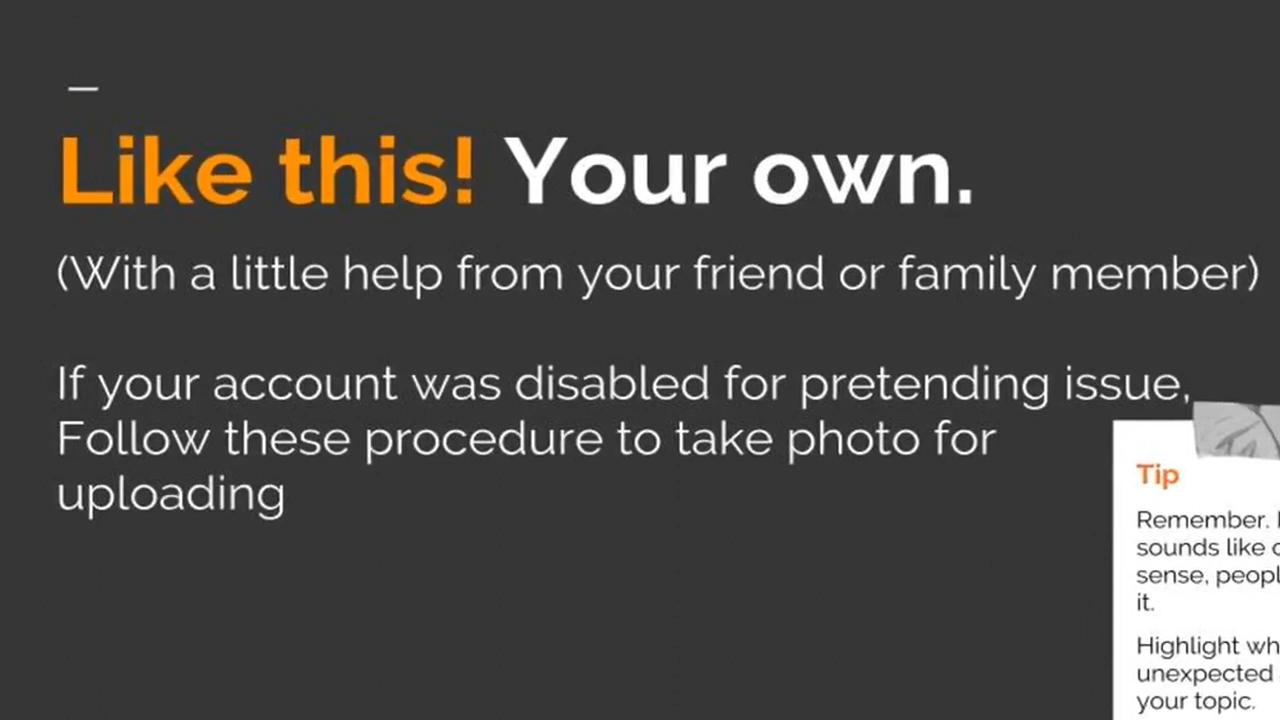 Like this! Your own.
(With a little help from your friend or family member)
If your account was disabled for pretending issue,
Follow these procedure to take photo for
uploading
Tip
Remember.
sounds like
sense,
it.
Highlight
unexpected
your topic.